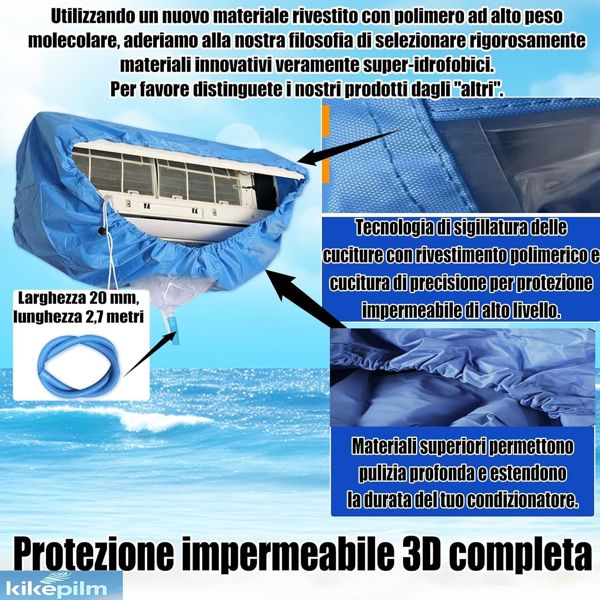 Utilizzando un nuovo materiale rivestito con polimero ad alto peso
molecolare, aderiamo alla nostra filosofia di selezionare rigorosamente
materiali innovativi veramente super-idrofobici.
Per favore distinguete i nostri prodotti dagli "altri".
Tecnologia di sigillatura delle
cuciture con rivestimento polimerico e
cucitura di precisione per protezione
impermeabile di alto livello.
Larghezza 20 mm,
lunghezza 2,7 metri
Materiali superiori permettono
pulizia profonda e estendono
la durata del tuo condizionatore.
Protezione impermeabile 3D completa
kikepilm